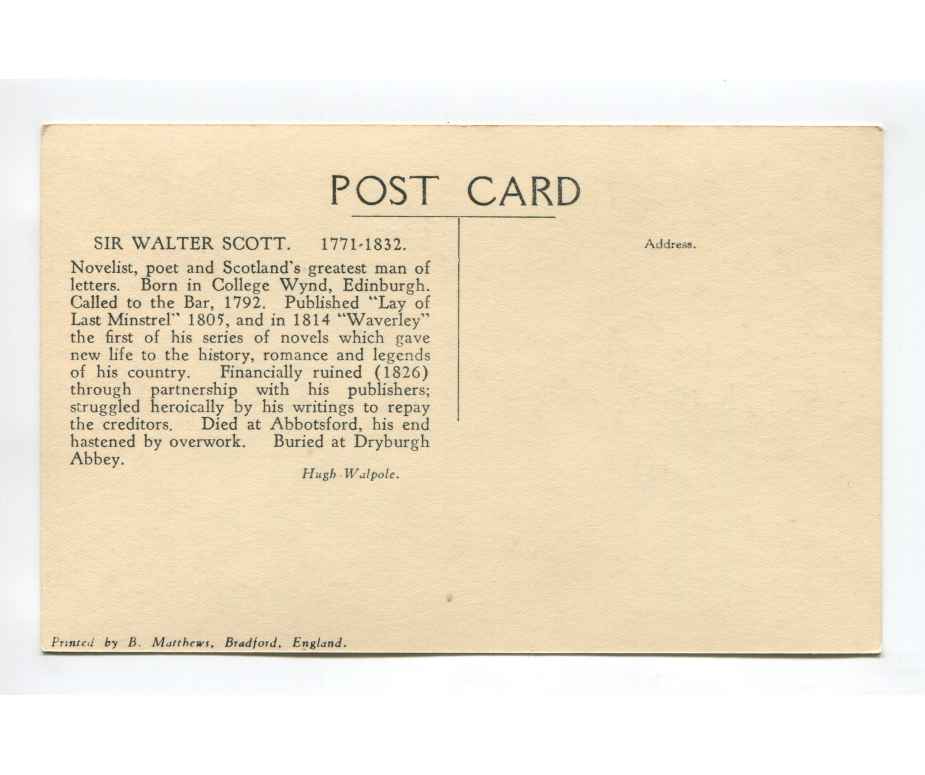 POST CARD
SIR WALTER SCOTT. 1771-1832.
Novelist, poet and Scotland's greatest man of
letters. Born in College Wynd, Edinburgh.
Called to the Bar, 1792. Published "Lay of
Last Minstrel" 1805, and in 1814 "Waverley"
the first of his series of novels which gave
new life to the history, romance and legends
of his country. Financially ruined (1826)
through partnership with his publishers;
struggled heroically by his writings to repay
the creditors. Died at Abbotsford, his end
hastened by overwork. Buried at Dryburgh
Abbey.
Hugh Walpole.
Address.
Printed by B. Matthews, Bradford, England.